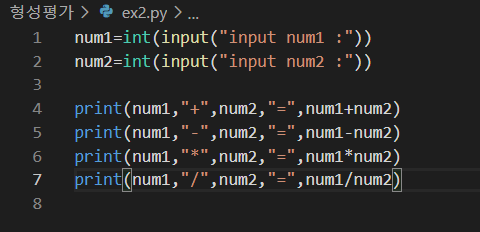 형성평가 > ex2.py > ...
1 num1=int(input("input num1 :"))
2 num2=int(input("input num2 :"))
3
4 print(num1,"+",num2,"=",num1+num2)
5 print(num1,"-",num2,"=",num1-num2)
6 print(num1,"*",num2,"=",num1*num2)
7 print(num1,"/",num2,"=",num1/num2)
8